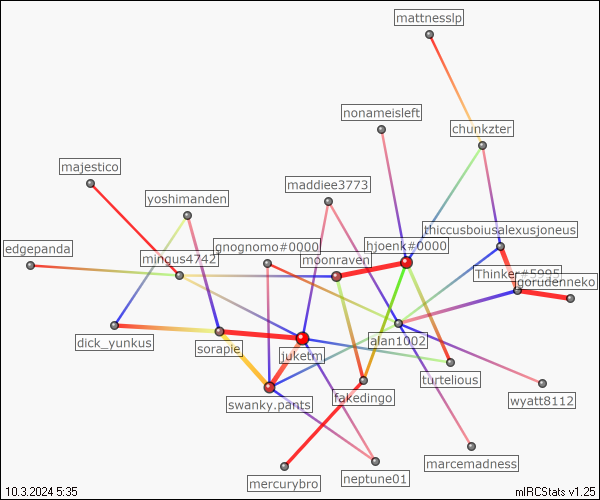 mattnesslp
nonameisleft
chunkzter
majestico
maddiee3773
yoshimanden
thiccusboiusalexusjoneus
edgepanda
gnognomo#0000
hjoenk#0000
mingus4742
moonraven
Thinker#5995
gorudenneko
dick_yunkus
sorapie
juketm
alan1002
turtelious
swanky.pants
fakedingo
wyatt8112
marcemadness
neptune01
mercurybro
10.3.2024 5:35
mIRCStats v1.25